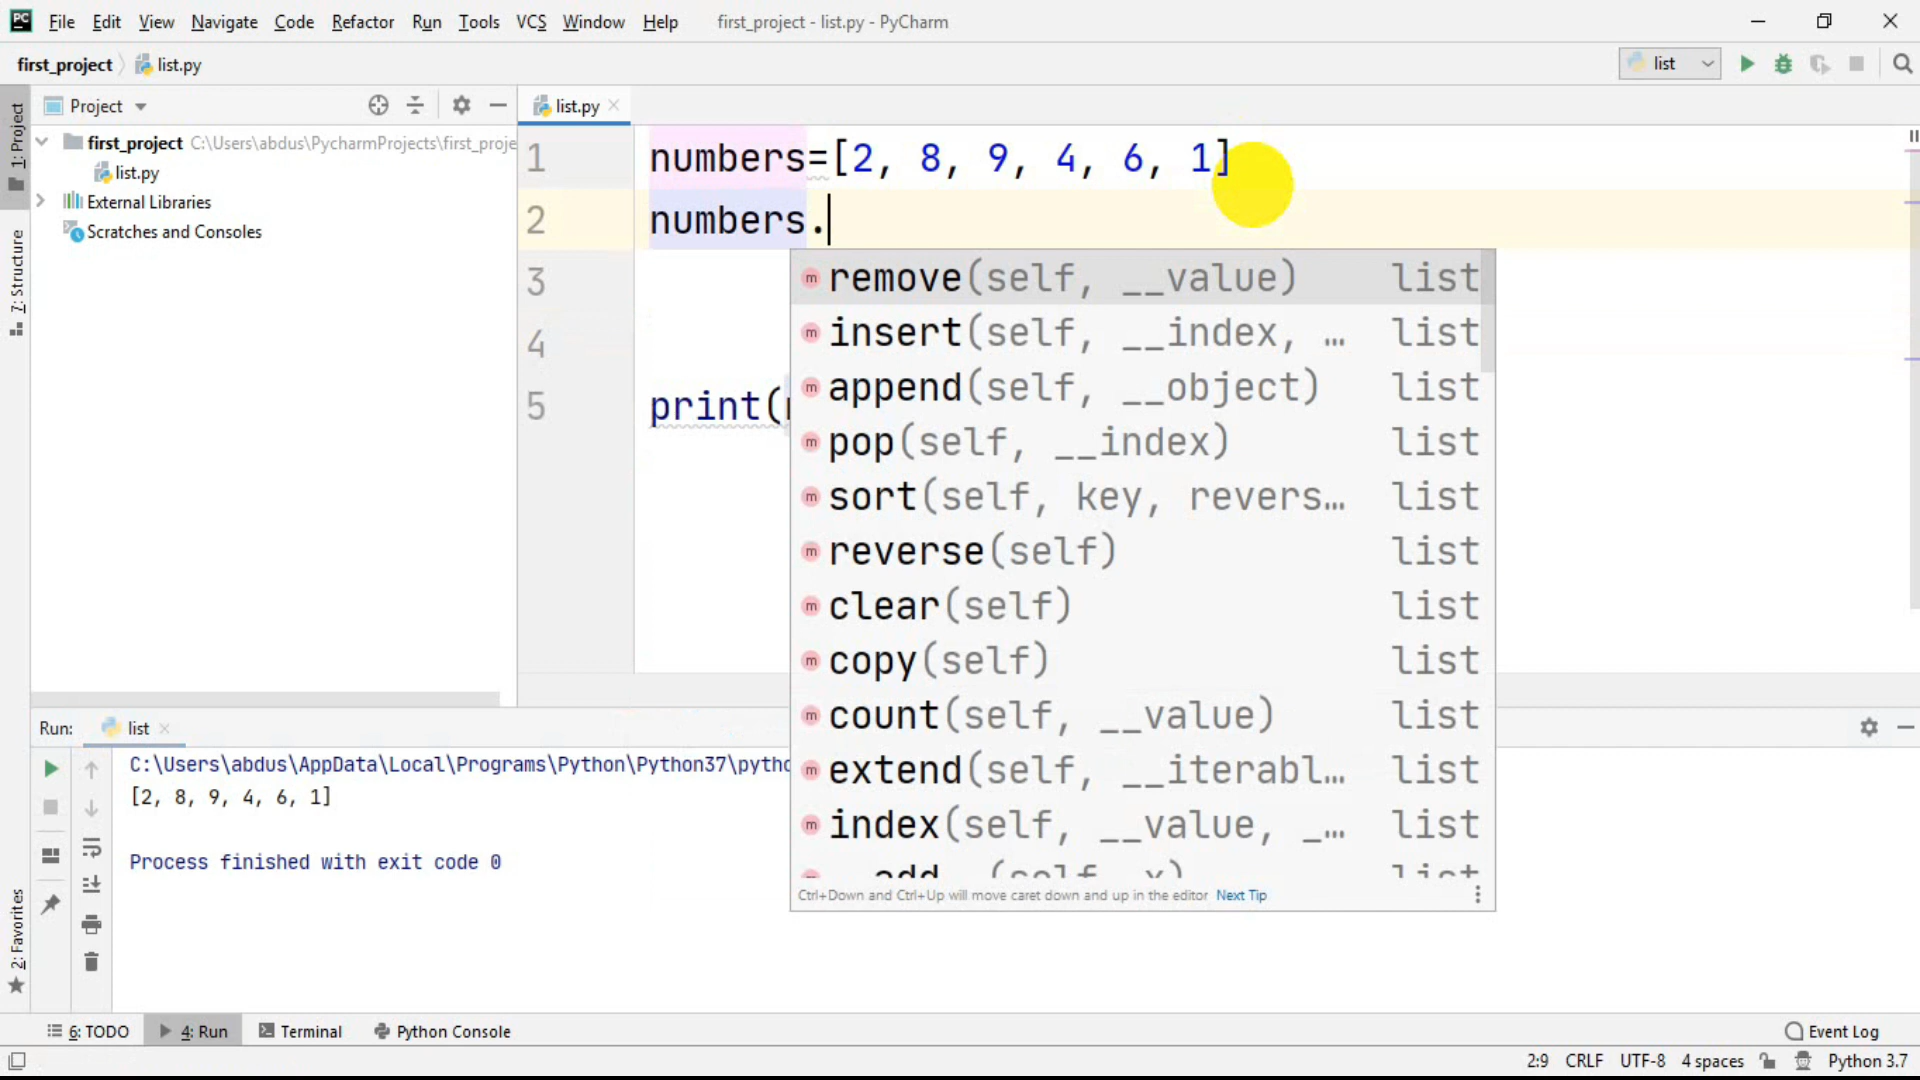 PC File Edit View Navigate Code Refactor Run Tools VCS Window Help first_project - list.py - PyCharm
first_project list.py list
1: Project
Project
list.py
first_project C:\Users\abdus\PycharmProjects\first_proje
list.py
External Libraries
Scratches and Consoles
7: Structure
1 numbers=[2, 8, 9, 4, 6, 1]
2 numbers.
3
4
5 print(
remove(self, __value) list
insert(self, __index, … list
append(self, __object) list
pop(self, __index) list
sort(self, key, revers… list
reverse(self) list
clear(self) list
copy(self) list
count(self, __value) list
extend(self, __iterabl… list
index(self, __value, _… list
Ctrl+Down and Ctrl+Up will move caret down and up in the editor Next Tip
Run: list
C:\Users\abdus\AppData\Local\Programs\Python\Python37\pytho
[2, 8, 9, 4, 6, 1]
Process finished with exit code 0
2: Favorites
6: TODO 4: Run Terminal Python Console Event Log
2:9 CRLF UTF-8 4 spaces Python 3.7